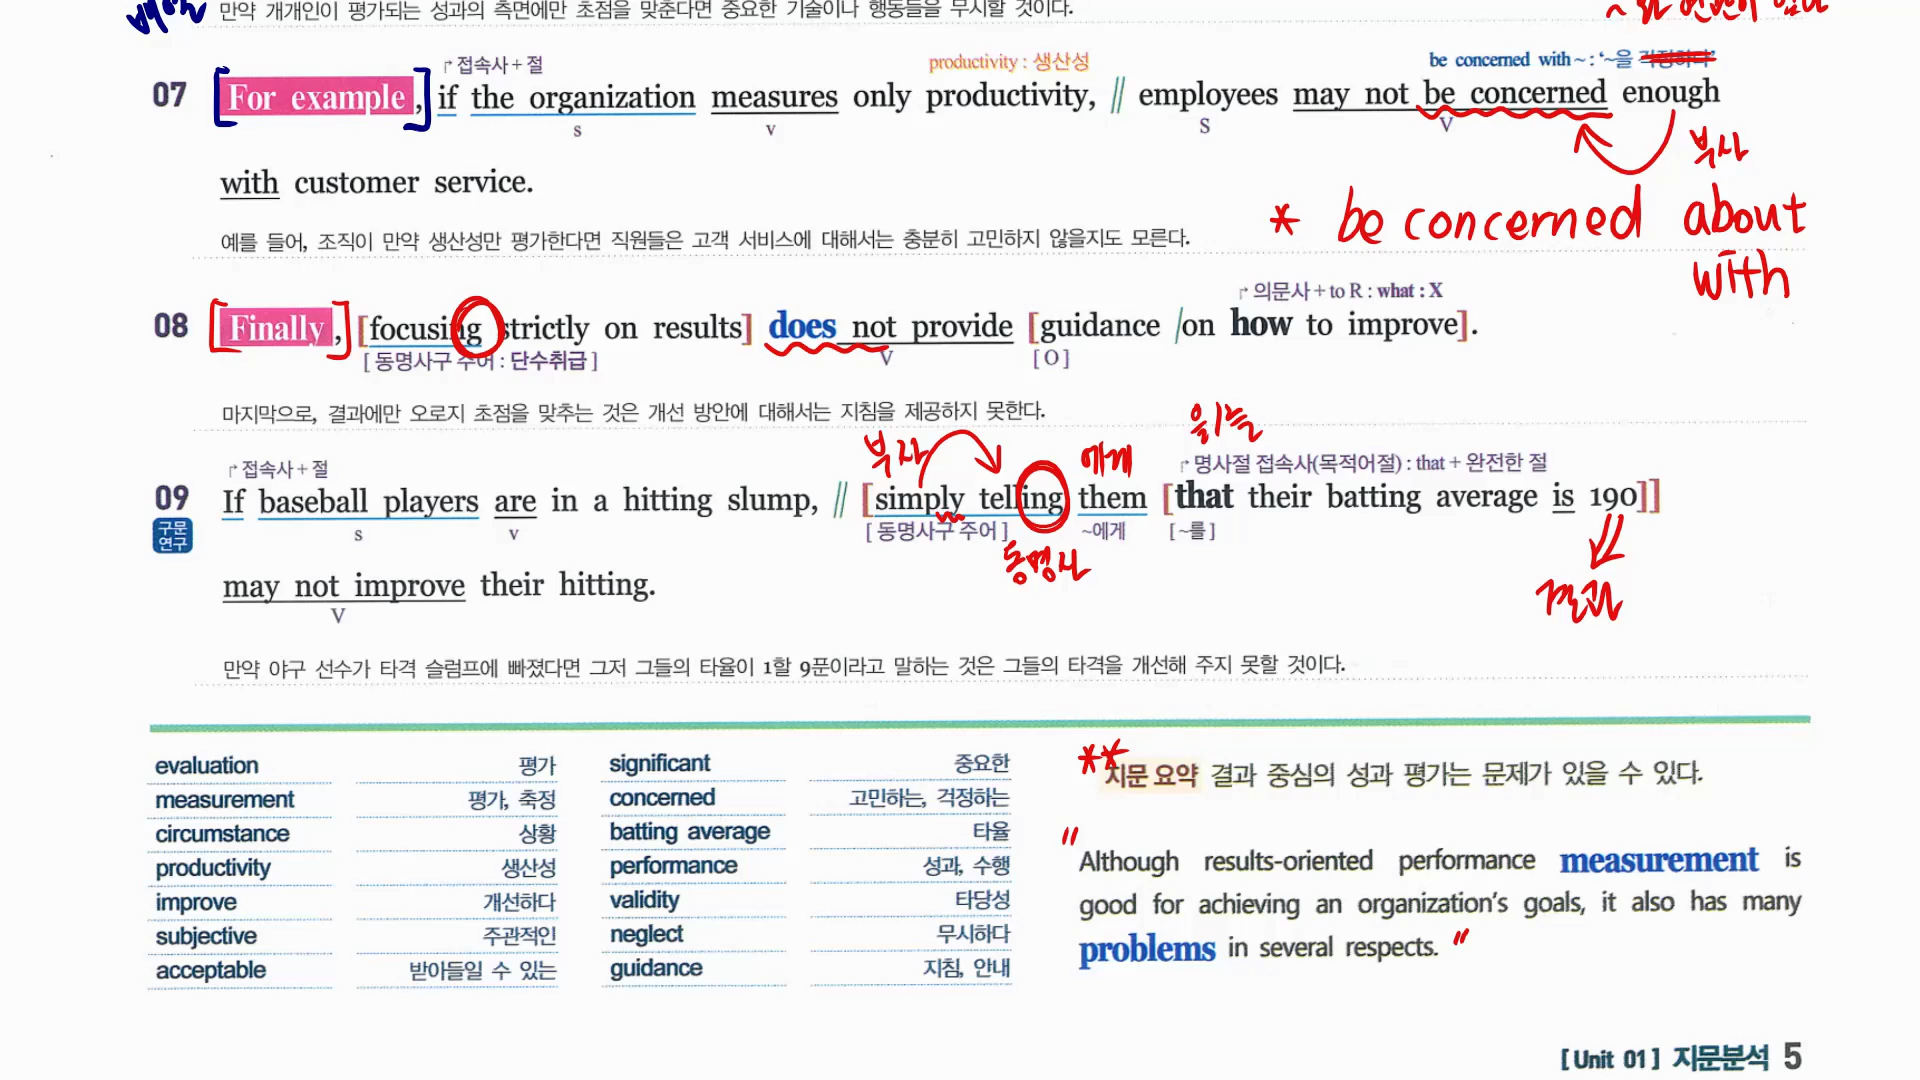 만약 개개인이 평가되는 성과의 측면에만 초점을 맞춘다면 중요한 기술이나 행동들을 무시할 것이다.
접속사 + 절
productivity : 생산성
be concerned with ~ : ‘~을 걱정하다’
07 For example, if the organization measures only productivity, // employees may not be concerned enough
s v S V
부사
with customer service.
* be concerned about
with
예를 들어, 조직이 만약 생산성만 평가한다면 직원들은 고객 서비스에 대해서는 충분히 고민하지 않을지도 모른다.
의문사 + to R : what : X
08 Finally, [focusing strictly on results] does not provide [guidance /on how to improve].
[ 동명사구 주어 : 단수취급 ] V [ O ]
마지막으로, 결과에만 오로지 초점을 맞추는 것은 개선 방안에 대해서는 지침을 제공하지 못한다.
을/를
부사 에게
접속사 + 절
명사절 접속사(목적어절) : that + 완전한 절
09 If baseball players are in a hitting slump, // [simply telling them [that their batting average is 190]]
구문
연구
s v [ 동명사구 주어 ] ~에게 [ ~를 ]
동명사
결과
may not improve their hitting.
V
만약 야구 선수가 타격 슬럼프에 빠졌다면 그저 그들의 타율이 1할 9푼이라고 말하는 것은 그들의 타격을 개선해 주지 못할 것이다.
evaluation 평가
measurement 평가, 측정
circumstance 상황
productivity 생산성
improve 개선하다
subjective 주관적인
acceptable 받아들일 수 있는
significant 중요한
concerned 고민하는, 걱정하는
batting average 타율
performance 성과, 수행
validity 타당성
neglect 무시하다
guidance 지침, 안내
** 지문 요약 결과 중심의 성과 평가는 문제가 있을 수 있다.
" Although results-oriented performance measurement is
good for achieving an organization's goals, it also has many
problems in several respects. "
[ Unit 01 ] 지문분석 5